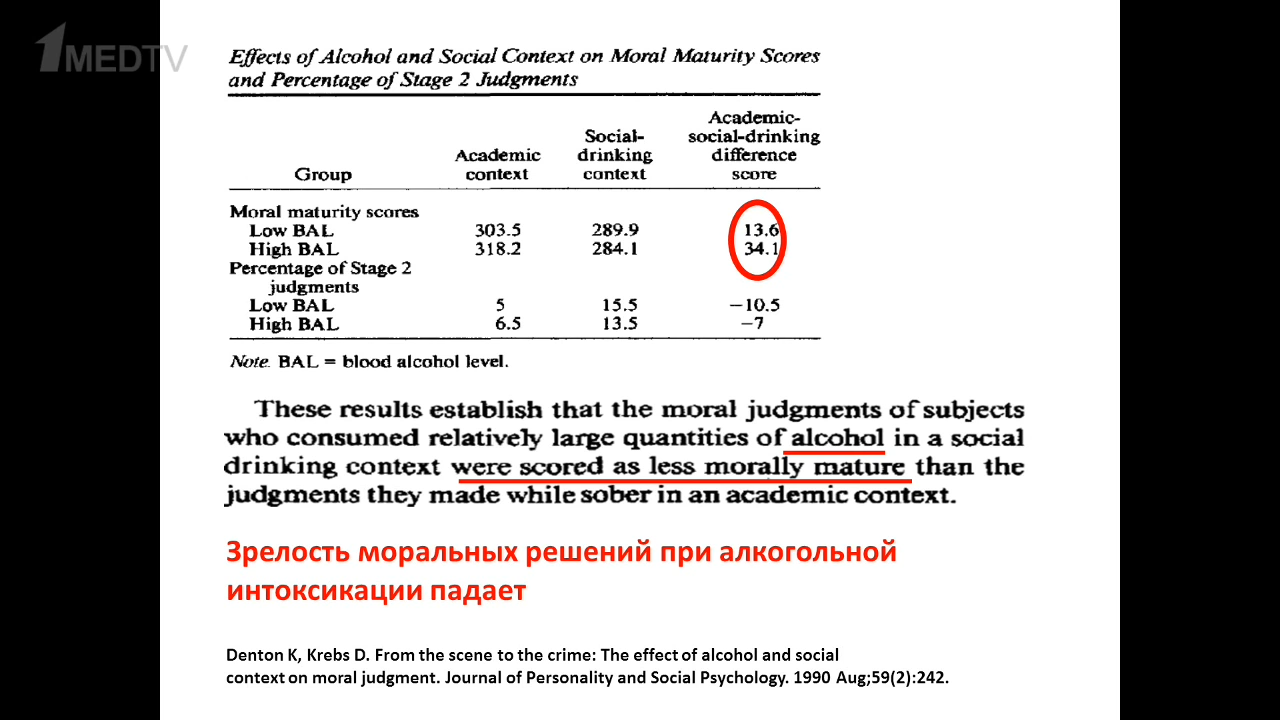 1MEDTV
Effects of Alcohol and Social Context on Moral Maturity Scores
and Percentage of Stage 2 Judgments
Academic-
Social- social-drinking
Academic drinking difference
Group context context score
Moral maturity scores
Low BAL 303.5 289.9 13.6
High BAL 318.2 284.1 34.1
Percentage of Stage 2
judgments
Low BAL 5 15.5 −10.5
High BAL 6.5 13.5 −7
Note. BAL = blood alcohol level.
These results establish that the moral judgments of subjects
who consumed relatively large quantities of alcohol in a social
drinking context were scored as less morally mature than the
judgments they made while sober in an academic context.
Зрелость моральных решений при алкогольной
интоксикации падает
Denton K, Krebs D. From the scene to the crime: The effect of alcohol and social
context on moral judgment. Journal of Personality and Social Psychology. 1990 Aug;59(2):242.